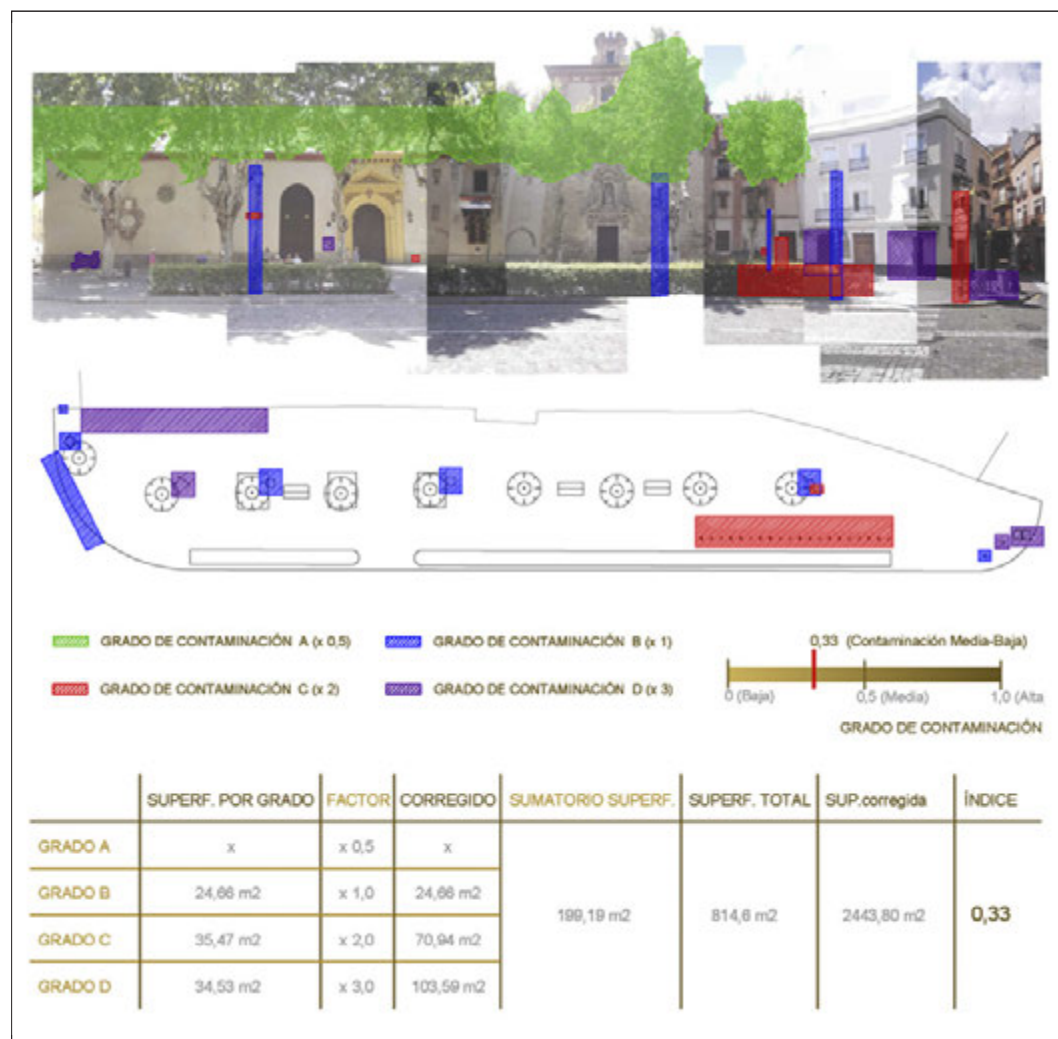 GRADO DE CONTAMINACIÓN A (x 0,5)
GRADO DE CONTAMINACIÓN B (x 1)
GRADO DE CONTAMINACIÓN C (x 2)
GRADO DE CONTAMINACIÓN D (x 3)
0,33 (Contaminación Media-Baja)
0 (Baja) 0,5 (Media) 1,0 (Alta
GRADO DE CONTAMINACIÓN
SUPERF. POR GRADO FACTOR CORREGIDO SUMATORIO SUPERF. SUPERF. TOTAL SUP.corregida ÍNDICE
GRADO A x x 0,5 x
GRADO B 24,66 m2 x 1,0 24,66 m2
199,19 m2 814,6 m2 2443,80 m2 0,33
GRADO C 35,47 m2 x 2,0 70,94 m2
GRADO D 34,53 m2 x 3,0 103,59 m2